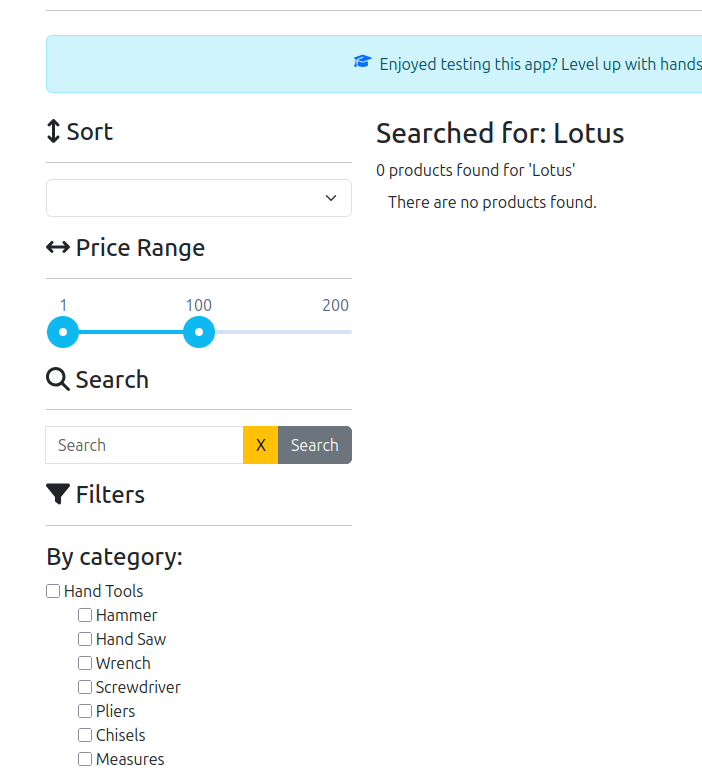 Enjoyed testing this app? Level up with hands
Sort
Price Range
1 100 200
Search
Search X Search
Filters
By category:
Hand Tools
Hammer
Hand Saw
Wrench
Screwdriver
Pliers
Chisels
Measures
Searched for: Lotus
0 products found for 'Lotus'
There are no products found.